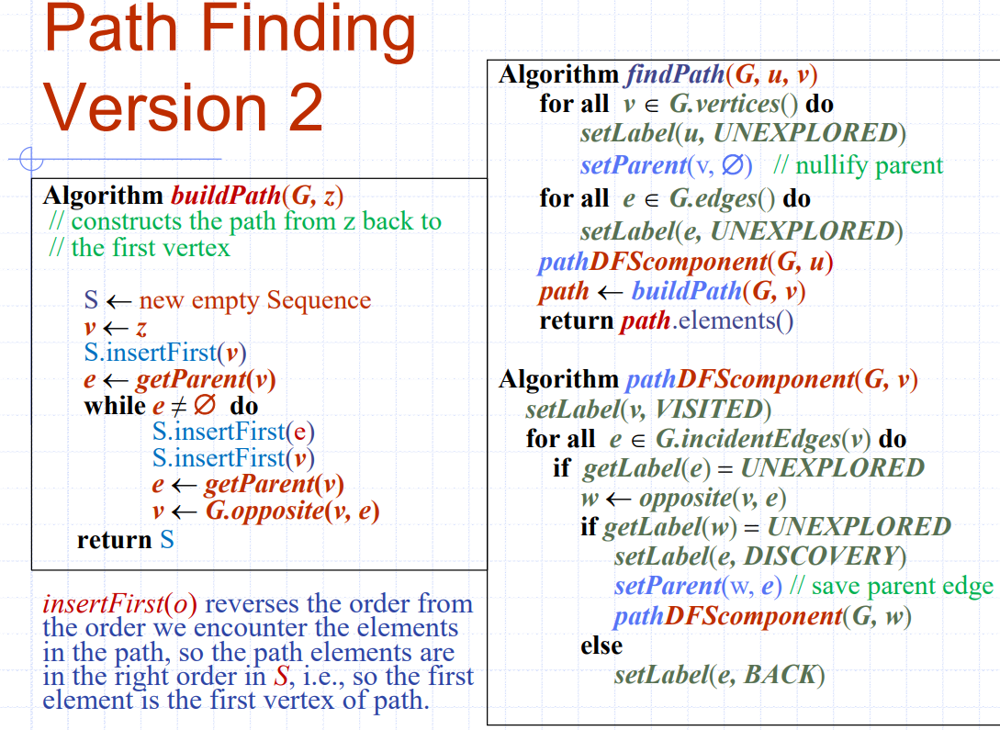 Path Finding
Version 2
Algorithm buildPath(G, z)
// constructs the path from z back to
// the first vertex
S ← new empty Sequence
v ← z
S.insertFirst(v)
e ← getParent(v)
while e ≠ ∅ do
S.insertFirst(e)
S.insertFirst(v)
e ← getParent(v)
v ← G.opposite(v, e)
return S
insertFirst(o) reverses the order from
the order we encounter the elements
in the path, so the path elements are
in the right order in S, i.e., so the first
element is the first vertex of path.
Algorithm findPath(G, u, v)
for all v ∈ G.vertices() do
setLabel(u, UNEXPLORED)
setParent(v, ∅) // nullify parent
for all e ∈ G.edges() do
setLabel(e, UNEXPLORED)
pathDFScomponent(G, u)
path ← buildPath(G, v)
return path.elements()
Algorithm pathDFScomponent(G, v)
setLabel(v, VISITED)
for all e ∈ G.incidentEdges(v) do
if getLabel(e) = UNEXPLORED
w ← opposite(v, e)
if getLabel(w) = UNEXPLORED
setLabel(e, DISCOVERY)
setParent(w, e) // save parent edge
pathDFScomponent(G, w)
else
setLabel(e, BACK)